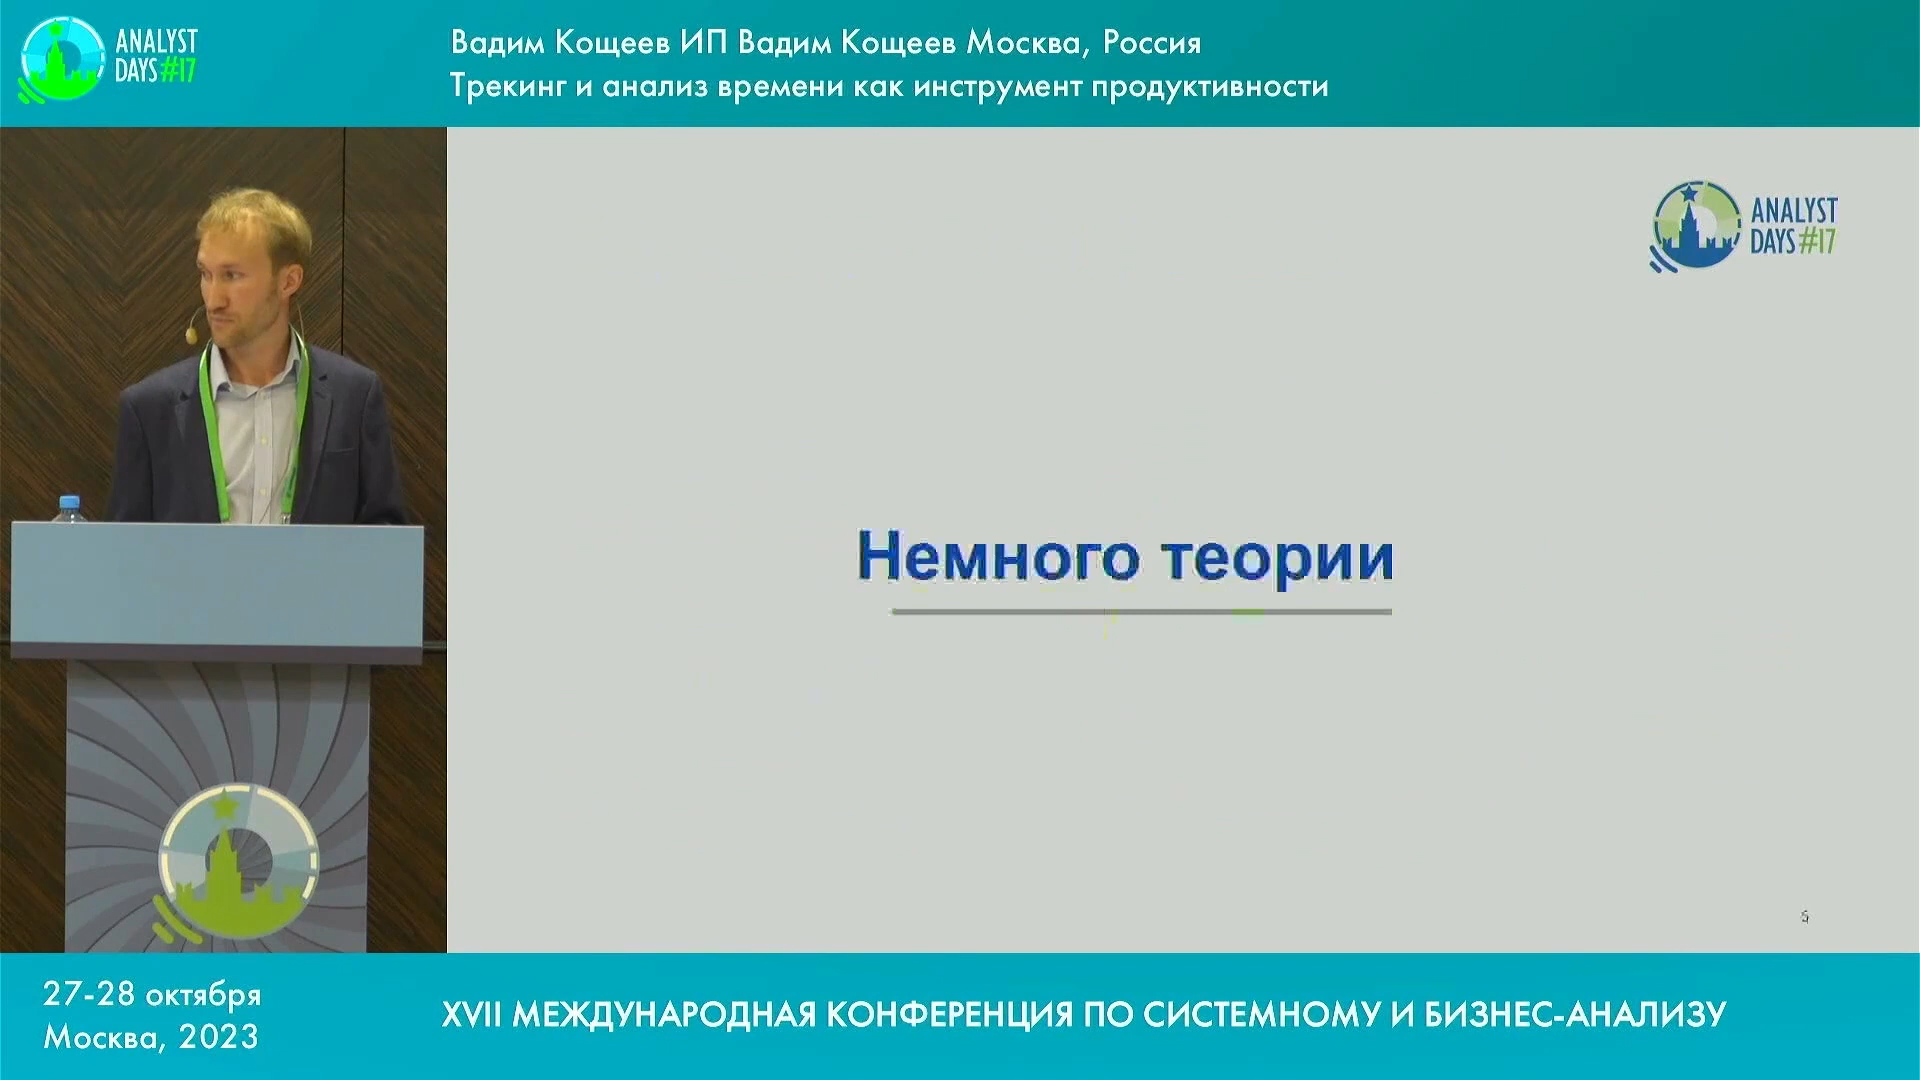 ANALYST
DAYS #17
Вадим Кощеев ИП Вадим Кощеев Москва, Россия
Трекинг и анализ времени как инструмент продуктивности
ANALYST
DAYS #17
Немного теории
27-28 октября
Москва, 2023
XVII МЕЖДУНАРОДНАЯ КОНФЕРЕНЦИЯ ПО СИСТЕМНОМУ И БИЗНЕС-АНАЛИЗУ